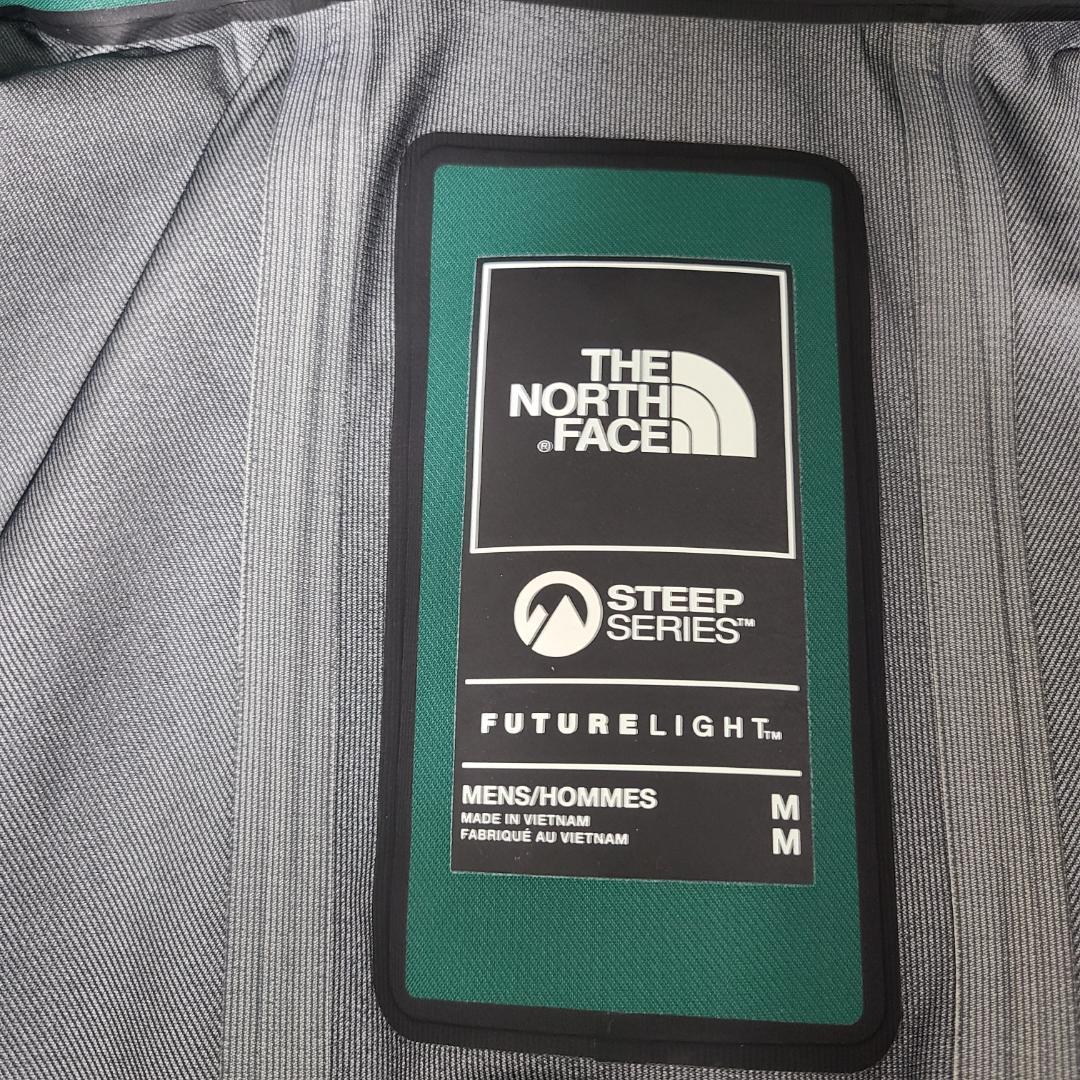 THE
NORTH
® FACE
STEEP
SERIES™
FUTURELIGHT™
MENS/HOMMES M
MADE IN VIETNAM
FABRIQUÉ AU VIETNAM M